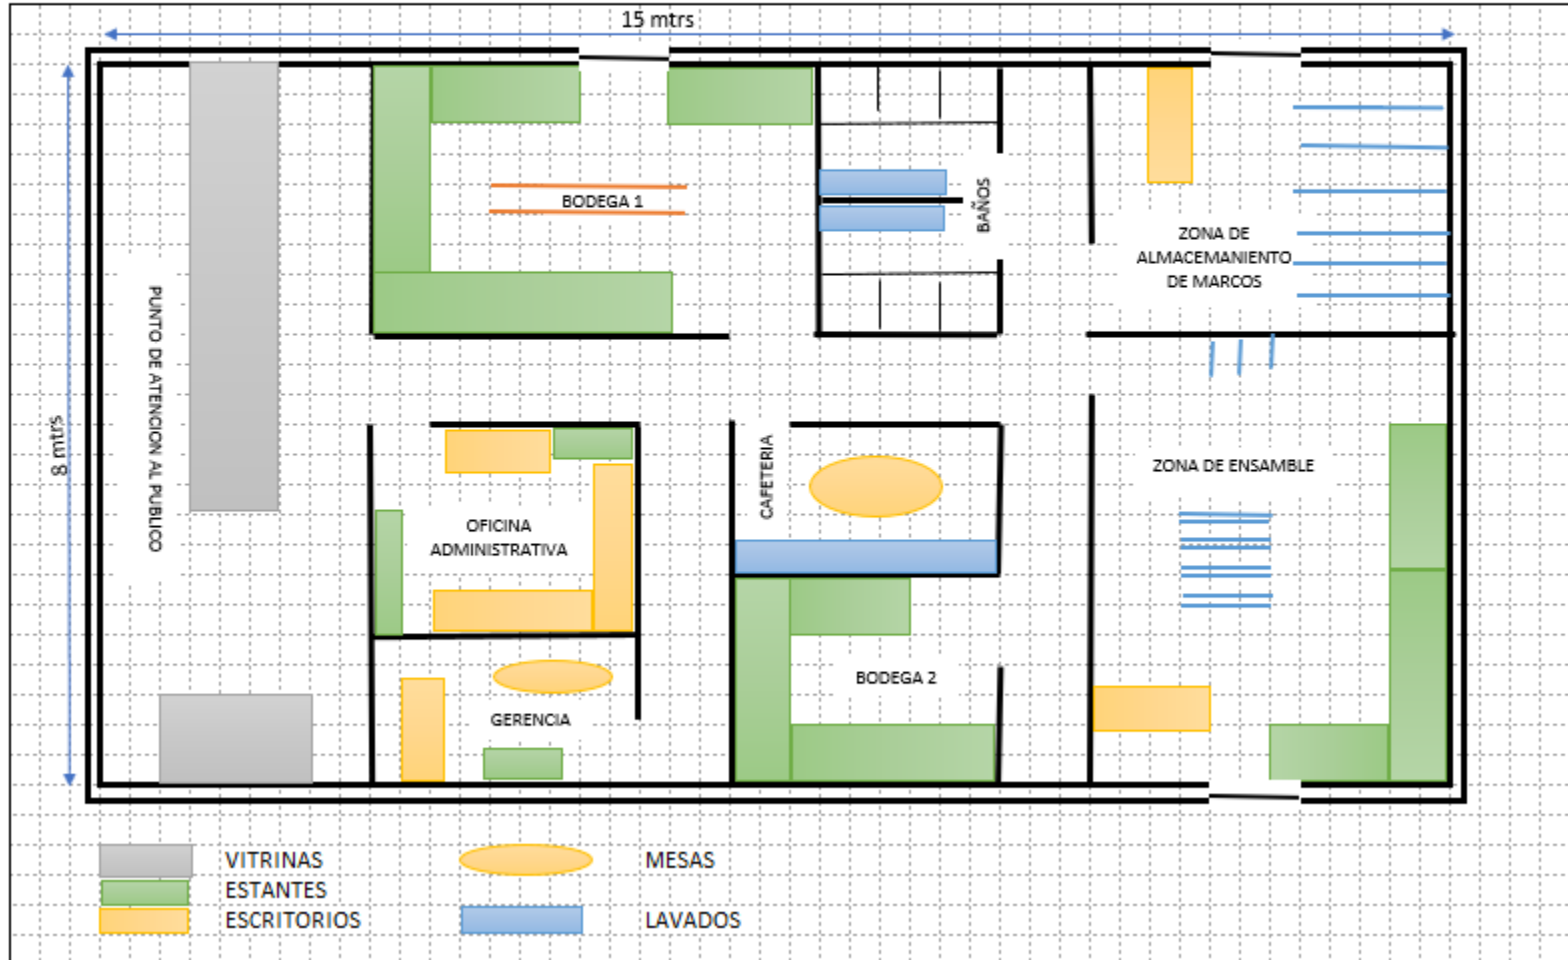 15 mtrs
8 mtrs
PUNTO DE ATENCION AL PUBLICO
BODEGA 1
BAÑOS
ZONA DE
ALMACEMANIENTO
DE MARCOS
OFICINA
ADMINISTRATIVA
CAFETERIA
ZONA DE ENSAMBLE
GERENCIA
BODEGA 2
VITRINAS
ESTANTES
ESCRITORIOS
MESAS
LAVADOS